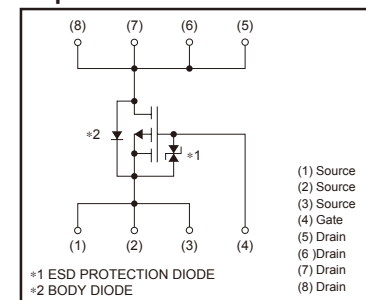 (8) (7) (6) (5)
∗2
∗1
(1) (2) (3) (4)
(1) Source
(2) Source
(3) Source
(4) Gate
(5) Drain
(6 )Drain
(7) Drain
(8) Drain
∗1 ESD PROTECTION DIODE
∗2 BODY DIODE